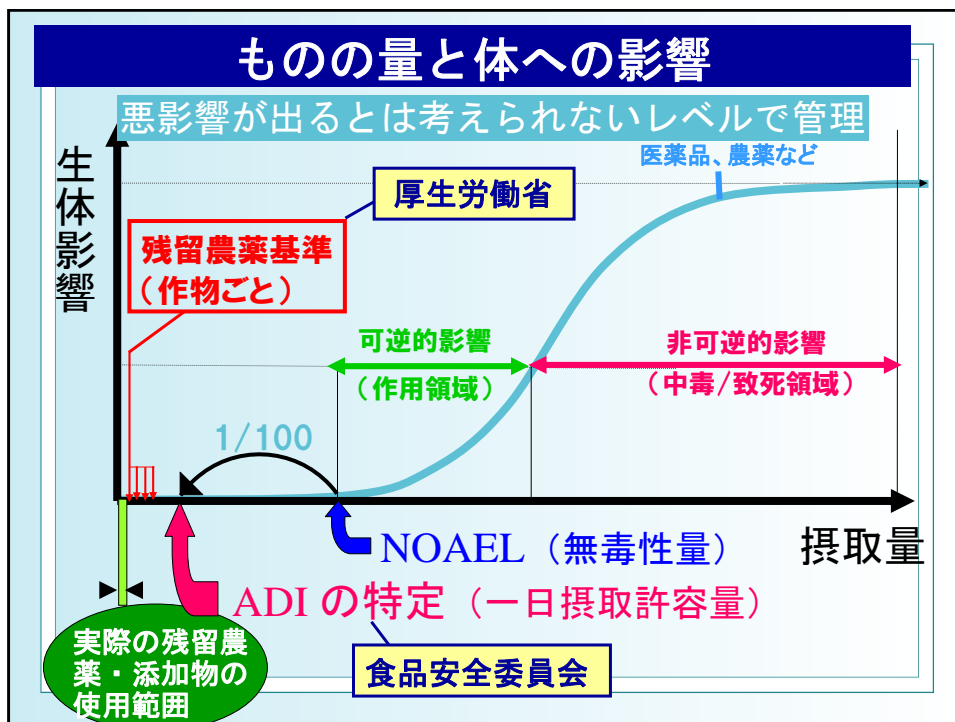 ものの量と体への影響
悪影響が出るとは考えられないレベルで管理
医薬品、農薬など
生体影響
厚生労働省
残留農薬基準
(作物ごと)
可逆的影響
(作用領域)
非可逆的影響
(中毒/致死領域)
1/100
NOAEL(無毒性量)
摂取量
ADI の特定(一日摂取許容量)
実際の残留農
薬・添加物の
使用範囲
食品安全委員会